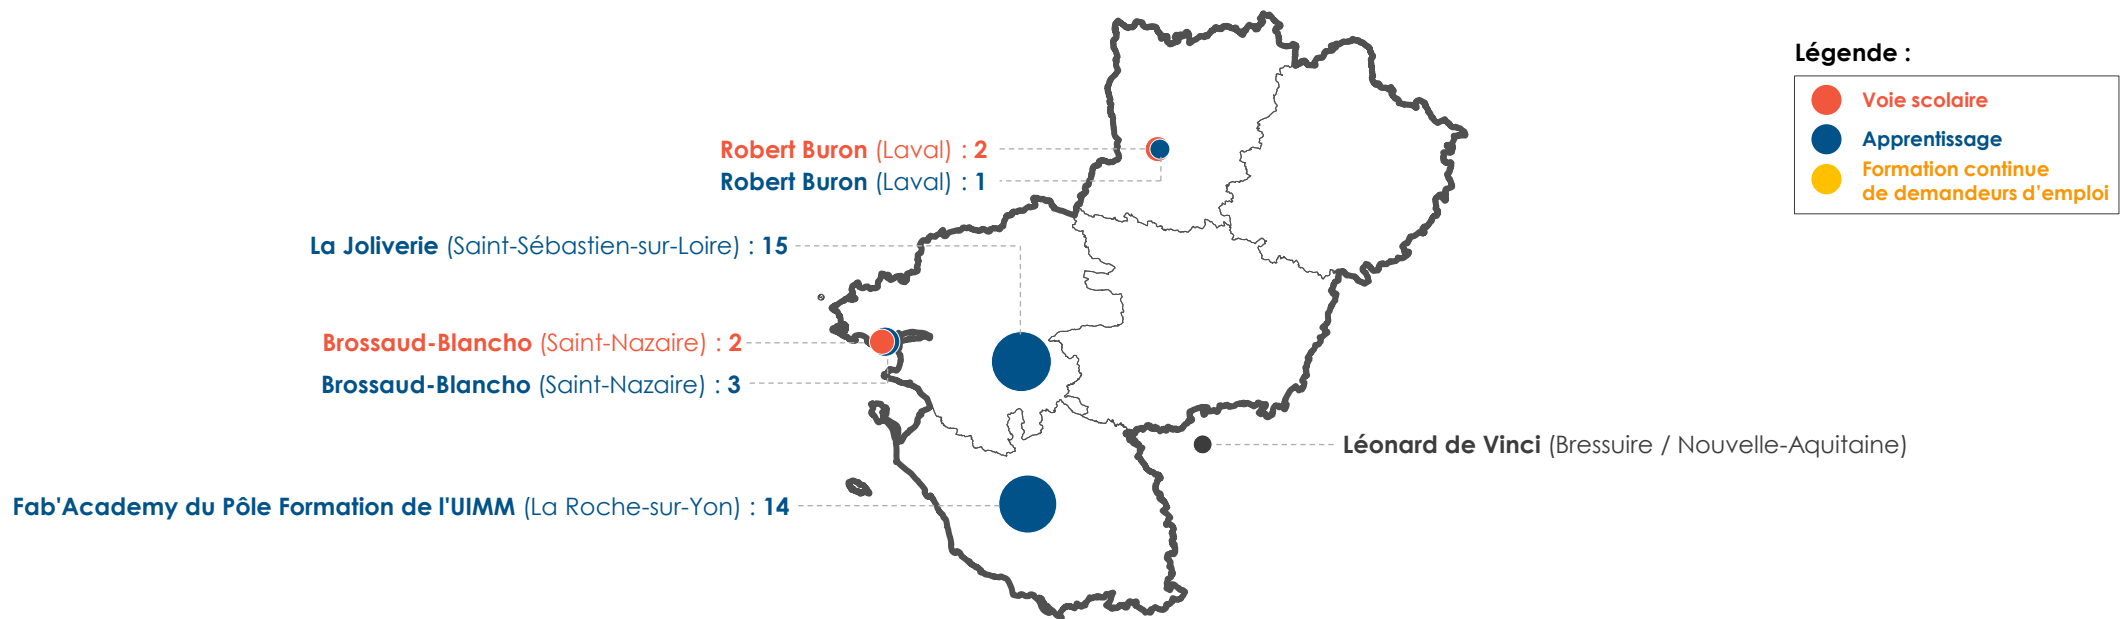 Légende :
Voie scolaire
Apprentissage
Formation continue
de demandeurs d'emploi
Robert Buron (Laval) : 2
Robert Buron (Laval) : 1
La Joliverie (Saint-Sébastien-sur-Loire) : 15
Brossaud-Blancho (Saint-Nazaire) : 2
Brossaud-Blancho (Saint-Nazaire) : 3
Léonard de Vinci (Bressuire / Nouvelle-Aquitaine)
Fab'Academy du Pôle Formation de l'UIMM (La Roche-sur-Yon) : 14